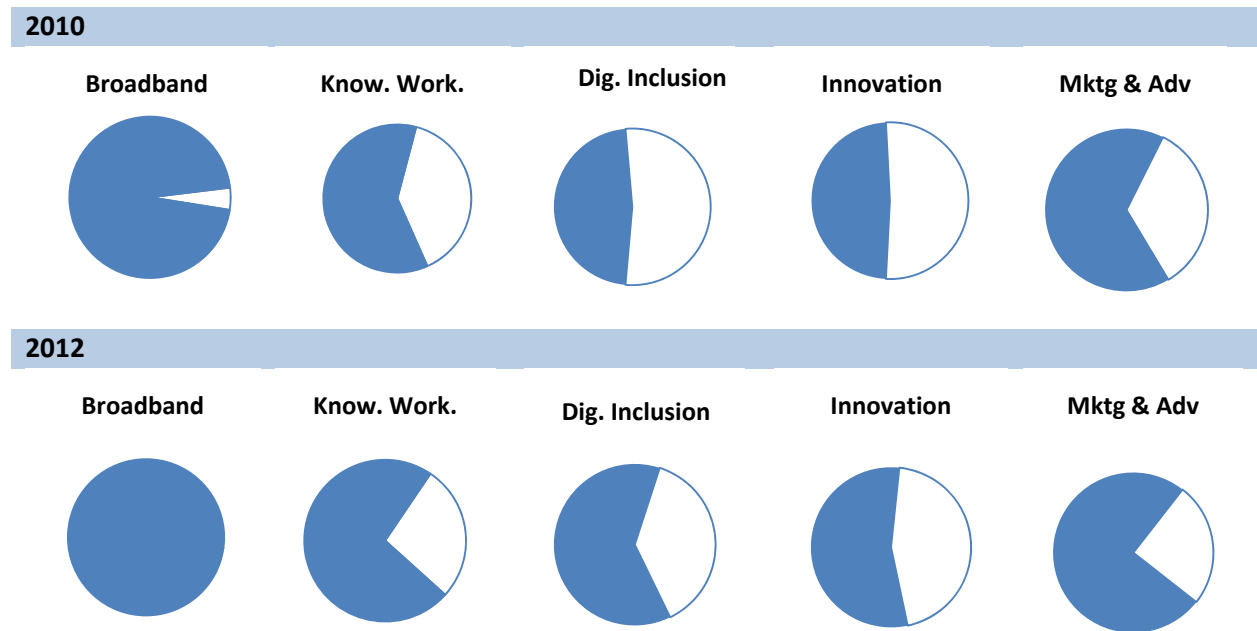 2010
Broadband
Know. Work.
Dig. Inclusion
Innovation
Mktg & Adv
2012
Broadband
Know. Work.
Dig. Inclusion
Innovation
Mktg & Adv